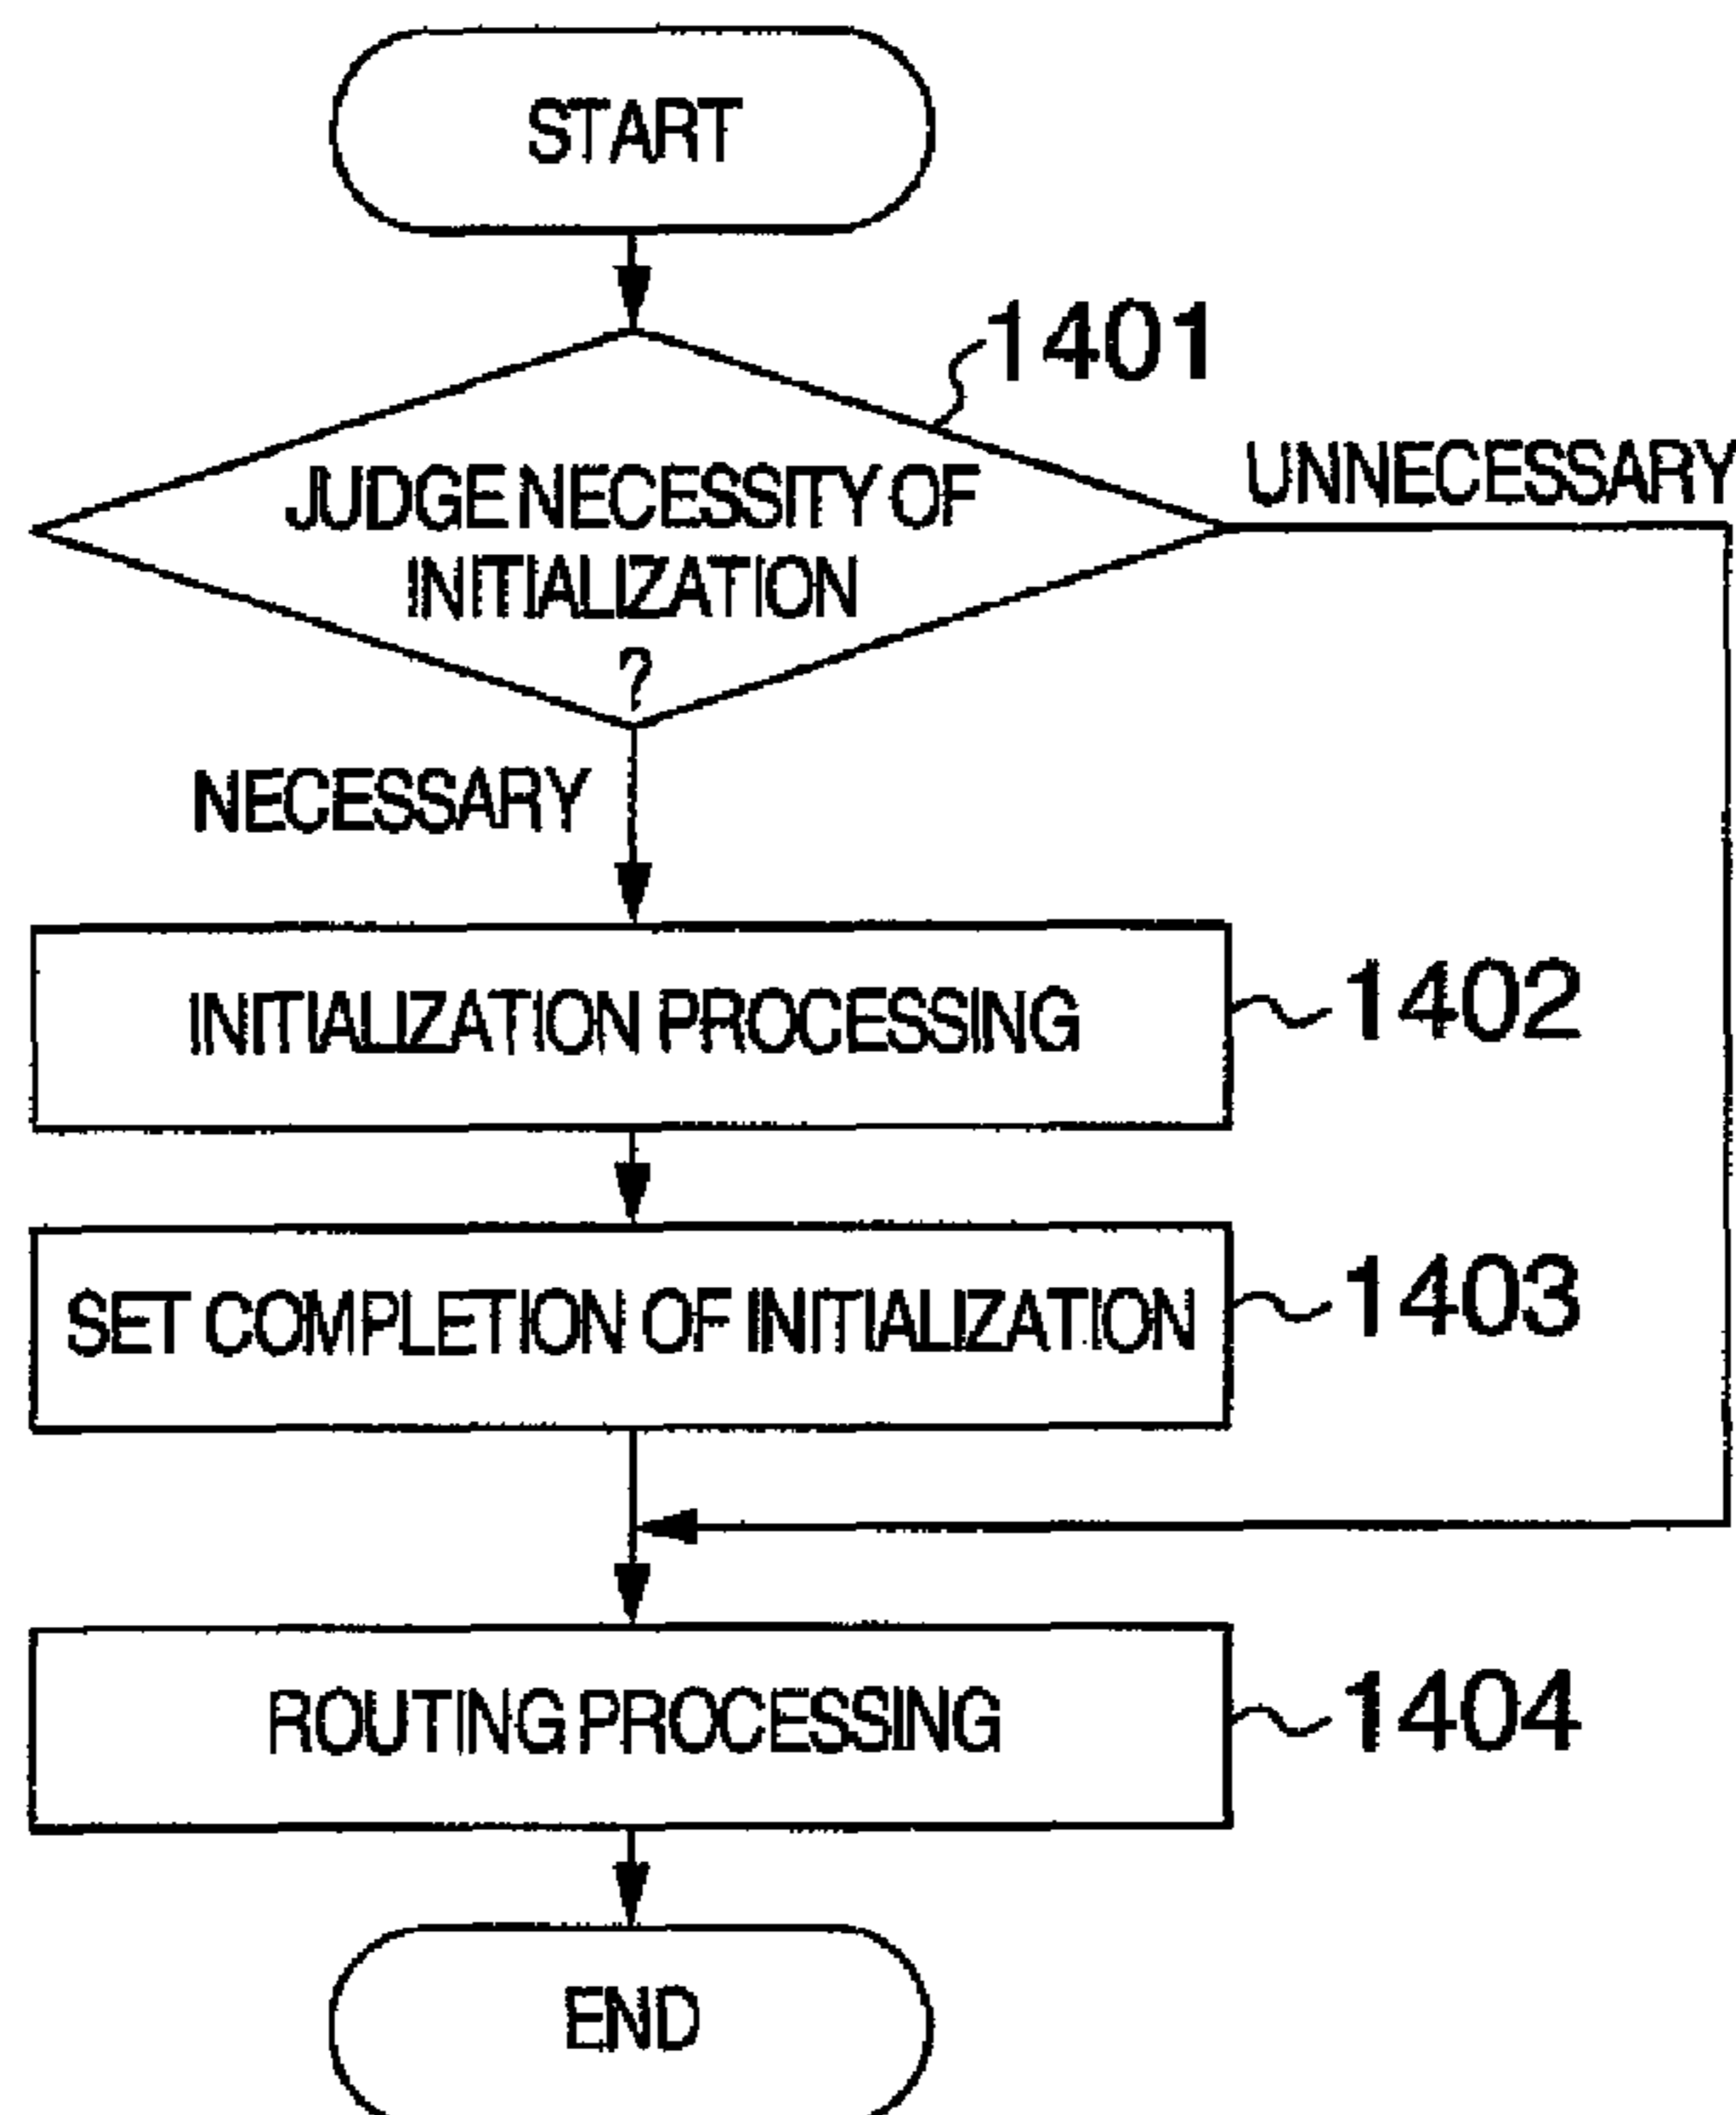 START
1401
UNNECESSARY
JUDGE NECESSITY OF
INITIALIZATION
?
NECESSARY
INITIALIZATION PROCESSING
1402
SET COMPLETION OF INITIALIZATION
1403
ROUTING PROCESSING
1404
END